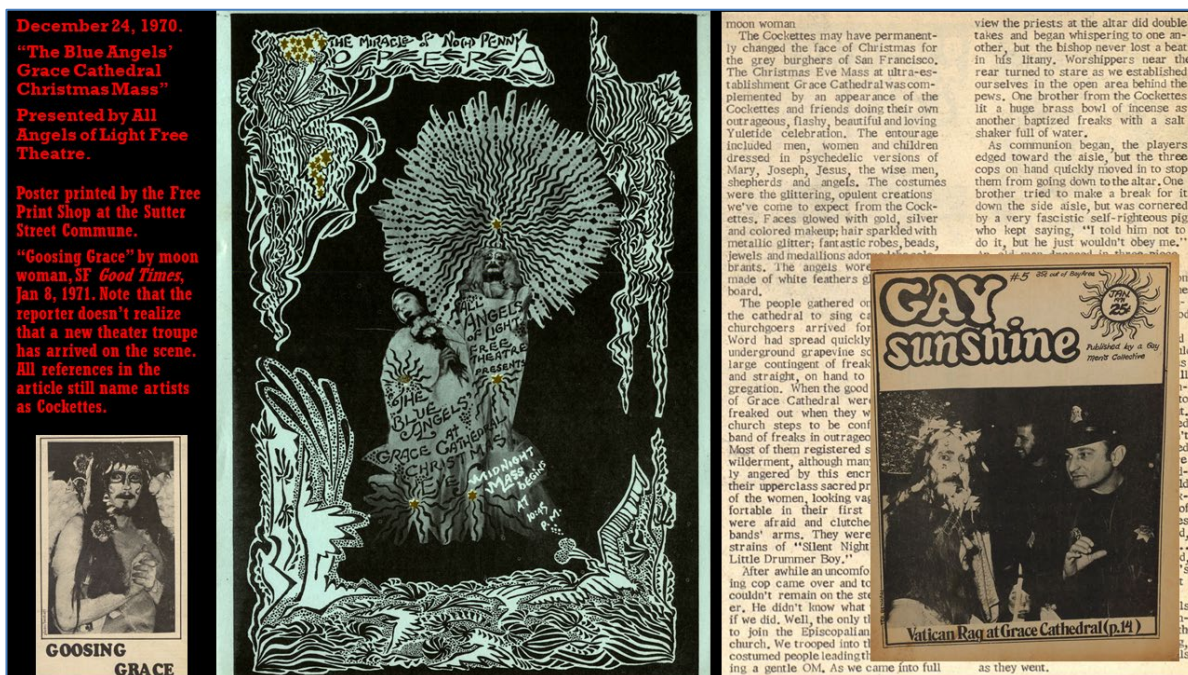 December 24, 1970.
“The Blue Angels’
Grace Cathedral
Christmas Mass”
Presented by All
Angels of Light Free
Theatre.
Poster printed by the Free
Print Shop at the Sutter
Street Commune.
“Goosing Grace” by moon
woman, SF Good Times,
Jan 8, 1971. Note that the
reporter doesn’t realize
that a new theater troupe
has arrived on the scene.
All references in the
article still name artists
as Cockettes.
GOOSING
GRACE
THE MIRACLE of NO(H) PENNY
OPERA
ALL
ANGELS
of LIGHT
FREE
THEATRE
PRESENTS
THE
BLUE
ANGELS'
AT
GRACE CATHEDRAL
CHRISTMAS
MIDNIGHT
MASS
BEGINS
AT
10:45
P.M.
moon woman
The Cockettes may have permanent-
ly changed the face of Christmas for
the grey burghers of San Francisco.
The Christmas Eve Mass at ultra-es-
tablishment Grace Cathedral was com-
plemented by an appearance of the
Cockettes and friends doing their own
outrageous, flashy, beautiful and loving
Yuletide celebration. The entourage
included men, women and children
dressed in psychedelic versions of
Mary, Joseph, Jesus, the wise men,
shepherds and angels. The costumes
were the glittering, opulent creations
we've come to expect from the Cock-
ettes. Faces glowed with gold, silver
and colored makeup; hair sparkled with
metallic glitter; fantastic robes, beads,
jewels and medallions
brants. The angels wore
made of white feathers
board.
The people gathered
the cathedral to sing
churchgoers arrived for
Word had spread quickly
underground grapevine
large contingent of
and straight, on hand to
gregation. When the good
of Grace Cathedral
freaked out when they
church steps to be
band of freaks in
Most of them registered
wilderment, although
ly angered by this
their upperclass sacred
of the women, looking
fortable in their first
were afraid and
bands' arms. They were
strains of "Silent Night
Little Drummer Boy."
After awhile an
ing cop came over and
couldn't remain on the
er. He didn't know what
if we did. Well, the only
to join the Episcopalian
church. We trooped into
costumed people leading
ing a gentle OM. As we came into full
view the priests at the altar did double
takes and began whispering to one an-
other, but the bishop never lost a beat
in his litany. Worshippers near the
rear turned to stare as we established
ourselves in the open area behind the
pews. One brother from the Cockettes
lit a huge brass bowl of incense as
another baptized freaks with a salt
shaker full of water.
As communion began, the players
edged toward the aisle, but the three
cops on hand quickly moved in to stop
them from going down to the altar. One
brother tried to make a break for it
down the side aisle, but was cornered
by a very fascistic self-righteous pig
who kept saying, "I told him not to
do it, but he just wouldn't obey me."
as they went.
#5
35¢ out of Bay Area
GAY
sunshine
JAN.
25¢
Published by a Gay
Men's Collective
Vatican Rag at Grace Cathedral (p.14)